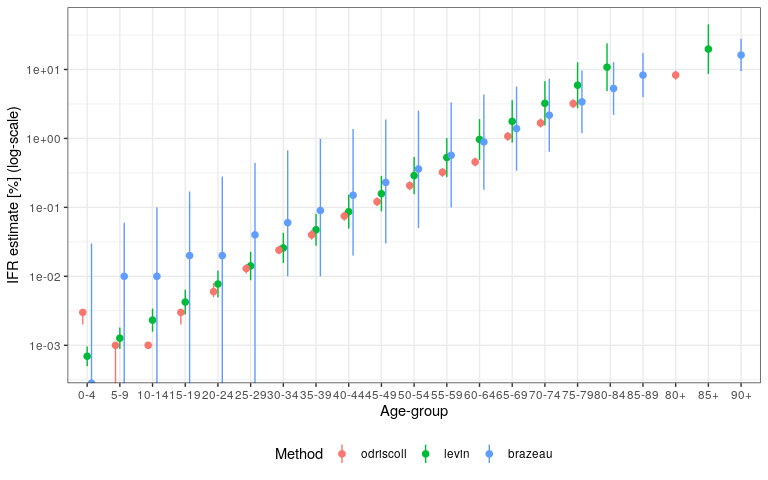 IFR estimate [%] (log-scale)
1e+01
1e+00
1e-01
1e-02
1e-03
0-4 5-9 10-14 15-19 20-24 25-29 30-34 35-39 40-44 45-49 50-54 55-59 60-64 65-69 70-74 75-79 80-84 85-89 80+ 85+ 90+
Age-group
Method odriscoll levin brazeau